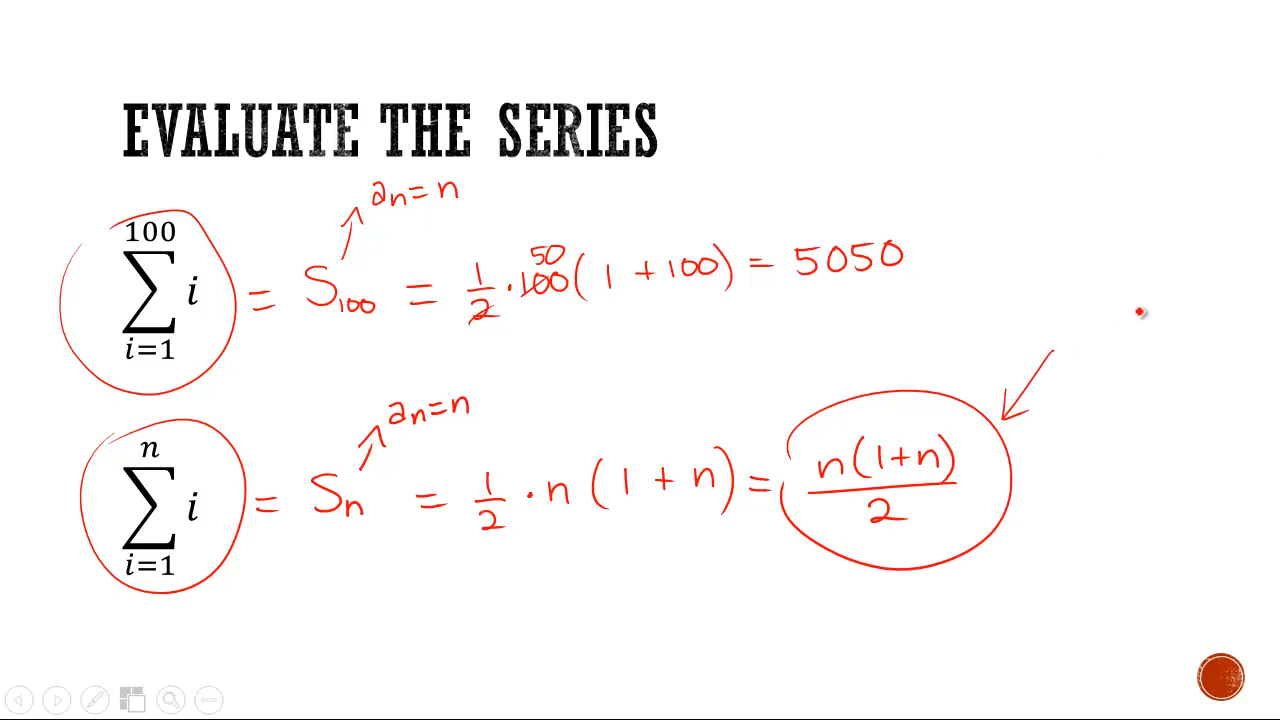 EVALUATE THE SERIES
aₙ = n
∑_{i=1}^{100} i = S₁₀₀ = 1/2 · 100 50 (1 + 100) = 5050
aₙ = n
∑_{i=1}^{n} i = Sₙ = 1/2 · n (1 + n) = n(1+n)/2